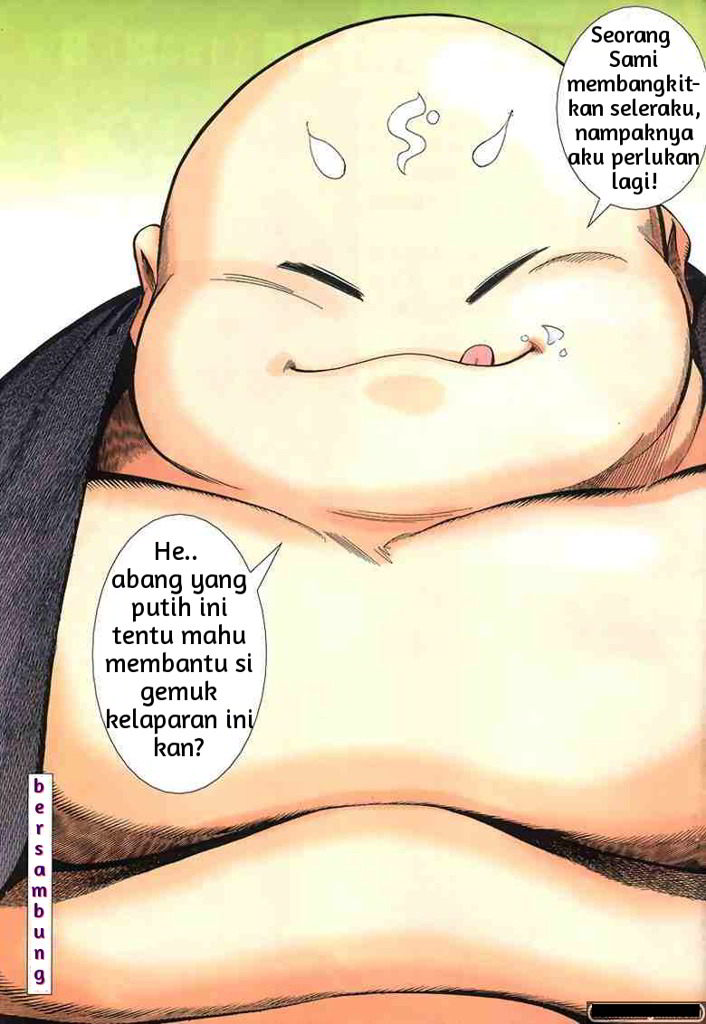 Seorang
Sami
membangkit-
kan seleraku,
nampaknya
aku perlukan
lagi!
He..
abang yang
putih ini
tentu mahu
membantu si
gemuk
kelaparan ini
kan?
bersambung